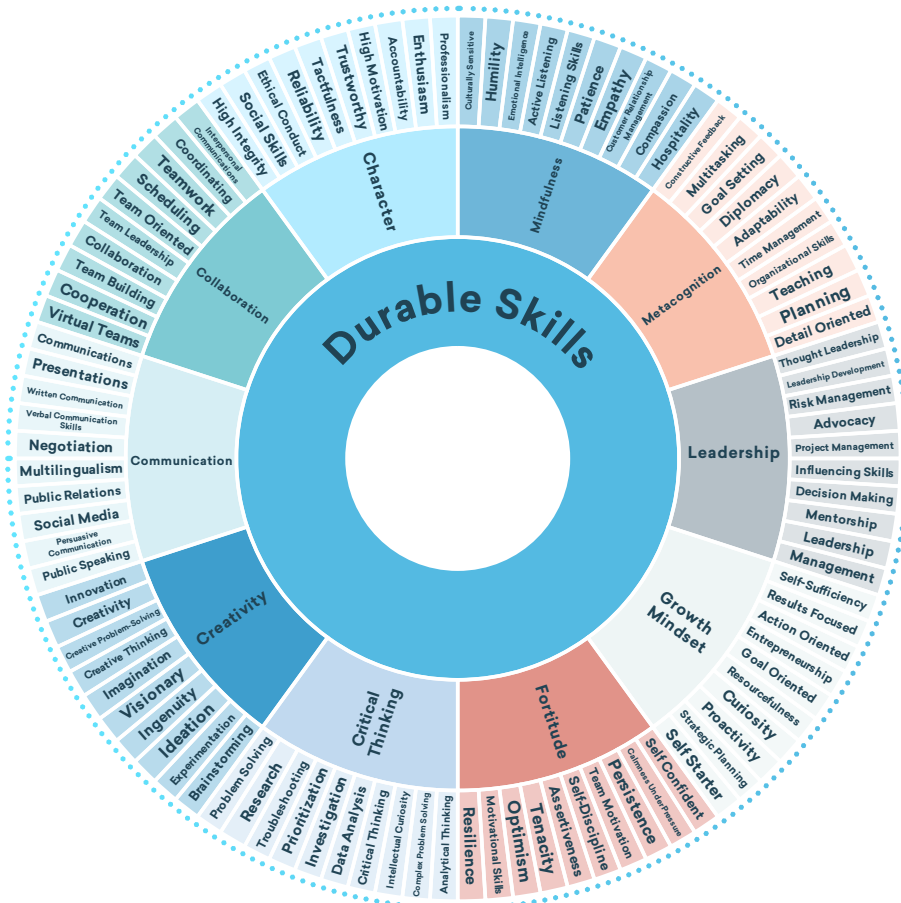 Durable Skills
Mindfulness
Culturally Sensitive
Humility
Emotional Intelligence
Active Listening
Listening Skills
Patience
Empathy
Customer Relationship
Management
Compassion
Hospitality
Metacognition
Constructive Feedback
Multitasking
Goal Setting
Diplomacy
Adaptability
Time Management
Organizational Skills
Teaching
Planning
Detail Oriented
Leadership
Thought Leadership
Leadership Development
Risk Management
Advocacy
Project Management
Influencing Skills
Decision Making
Mentorship
Leadership
Management
Growth
Mindset
Self-Sufficiency
Results Focused
Action Oriented
Entrepreneurship
Goal Oriented
Resourcefulness
Curiosity
Proactivity
Strategic Planning
Self Starter
Fortitude
Self Confident
Calmness Under Pressure
Persistence
Team Motivation
Self-Discipline
Assertiveness
Tenacity
Optimism
Motivational Skills
Resilience
Critical
Thinking
Analytical Thinking
Complex Problem Solving
Intellectual Curiosity
Critical Thinking
Data Analysis
Investigation
Prioritization
Troubleshooting
Research
Problem Solving
Creativity
Brainstorming
Experimentation
Ideation
Ingenuity
Visionary
Imagination
Creative Thinking
Creative Problem-Solving
Creativity
Innovation
Communication
Public Speaking
Persuasive
Communication
Social Media
Public Relations
Multilingualism
Negotiation
Verbal Communication
Skills
Written Communication
Presentations
Communications
Collaboration
Virtual Teams
Cooperation
Team Building
Collaboration
Team Leadership
Team Oriented
Scheduling
Teamwork
Coordinating
Interpersonal
Communications
Character
High Integrity
Social Skills
Ethical Conduct
Reliability
Tactfulness
Trustworthy
High Motivation
Accountability
Enthusiasm
Professionalism